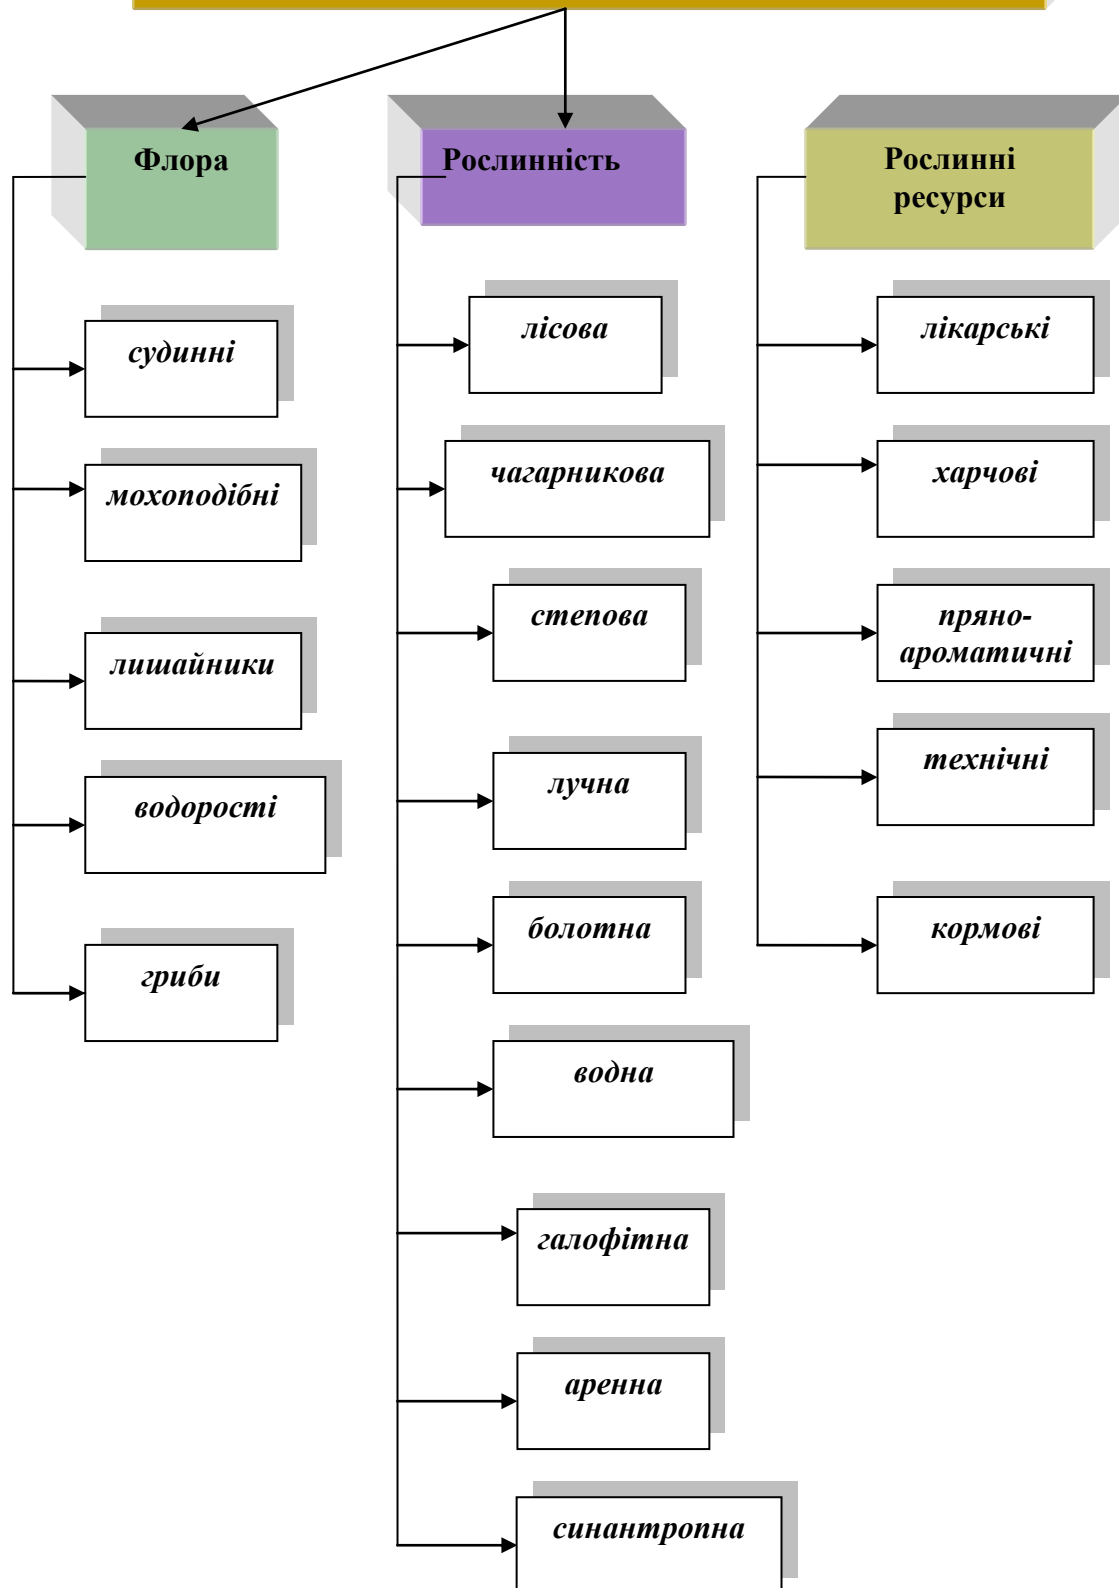 Флора
судинні
мохоподібні
лишайники
водорості
гриби
Рослинність
лісова
чагарникова
степова
лучна
болотна
водна
галофітна
аренна
синантропна
Рослинні
ресурси
лікарські
харчові
пряно-
ароматичні
технічні
кормові